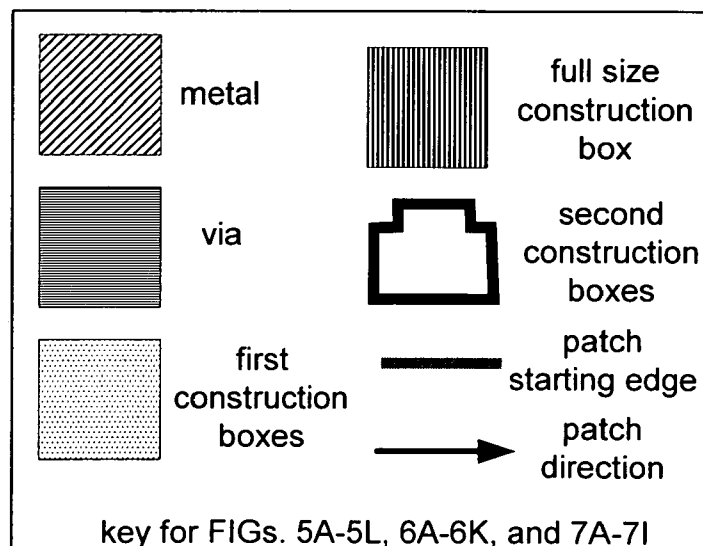 metal
full size
construction
box
via
second
construction
boxes
first
construction
boxes
patch
starting edge
patch
direction
key for FIGs. 5A-5L, 6A-6K, and 7A-7I